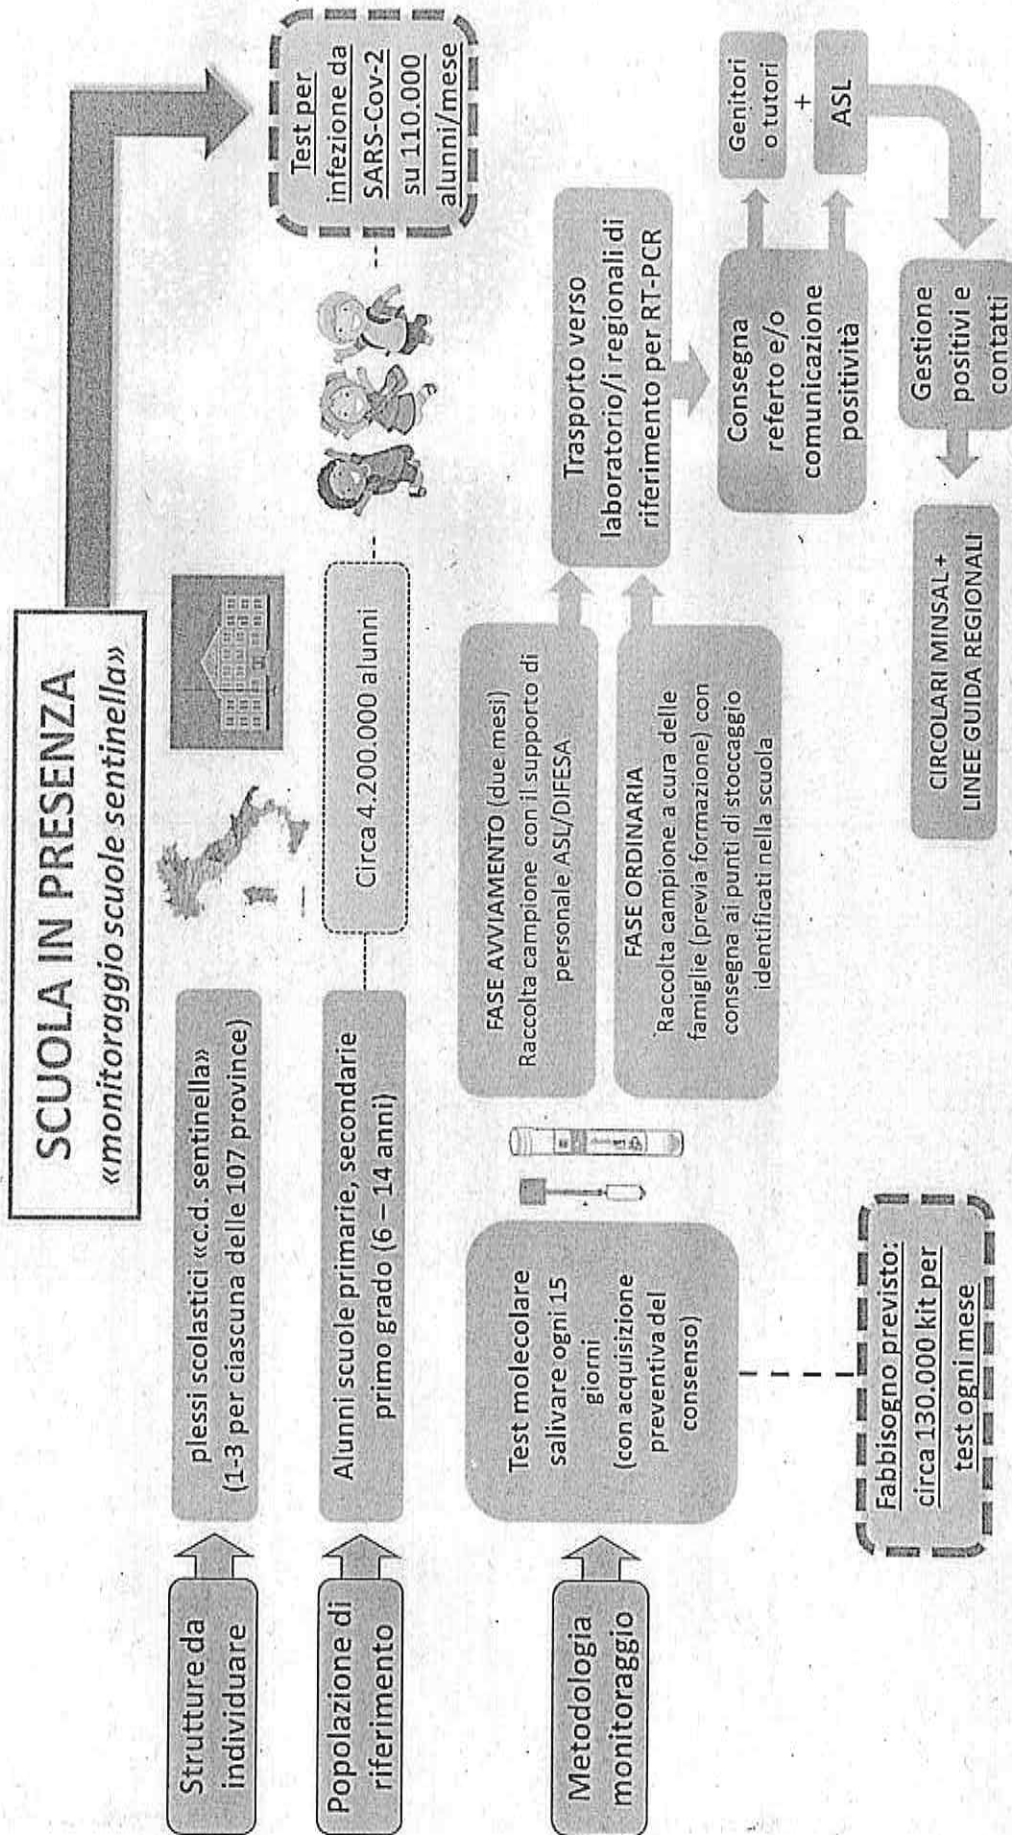 SCUOLA IN PRESENZA
«monitoraggio scuole sentinella»
Strutture da
individuare
plessi scolastici «c.d. sentinella»
(1-3 per ciascuna delle 107 province)
Popolazione di
riferimento
Alunni scuole primarie, secondarie
primo grado (6 – 14 anni)
Circa 4.200.000 alunni
Test per
infezione da
SARS-Cov-2
su 110.000
alunni/mese
Metodologia
monitoraggio
Test molecolare
salivare ogni 15
giorni
(con acquisizione
preventiva del
consenso)
FASE AVVIAMENTO (due mesi)
Raccolta campione con il supporto di
personale ASL/DIFESA
FASE ORDINARIA
Raccolta campione a cura delle
famiglie (previa formazione) con
consegna ai punti di stoccaggio
identificati nella scuola
Trasporto verso
laboratorio/i regionali di
riferimento per RT-PCR
Consegna
referto e/o
comunicazione
positività
Genitori
o tutori
+
ASL
Gestione
positivi e
contatti
CIRCOLARI MINSAL+
LINEE GUIDA REGIONALI
Fabbisogno previsto:
circa 130.000 kit per
test ogni mese